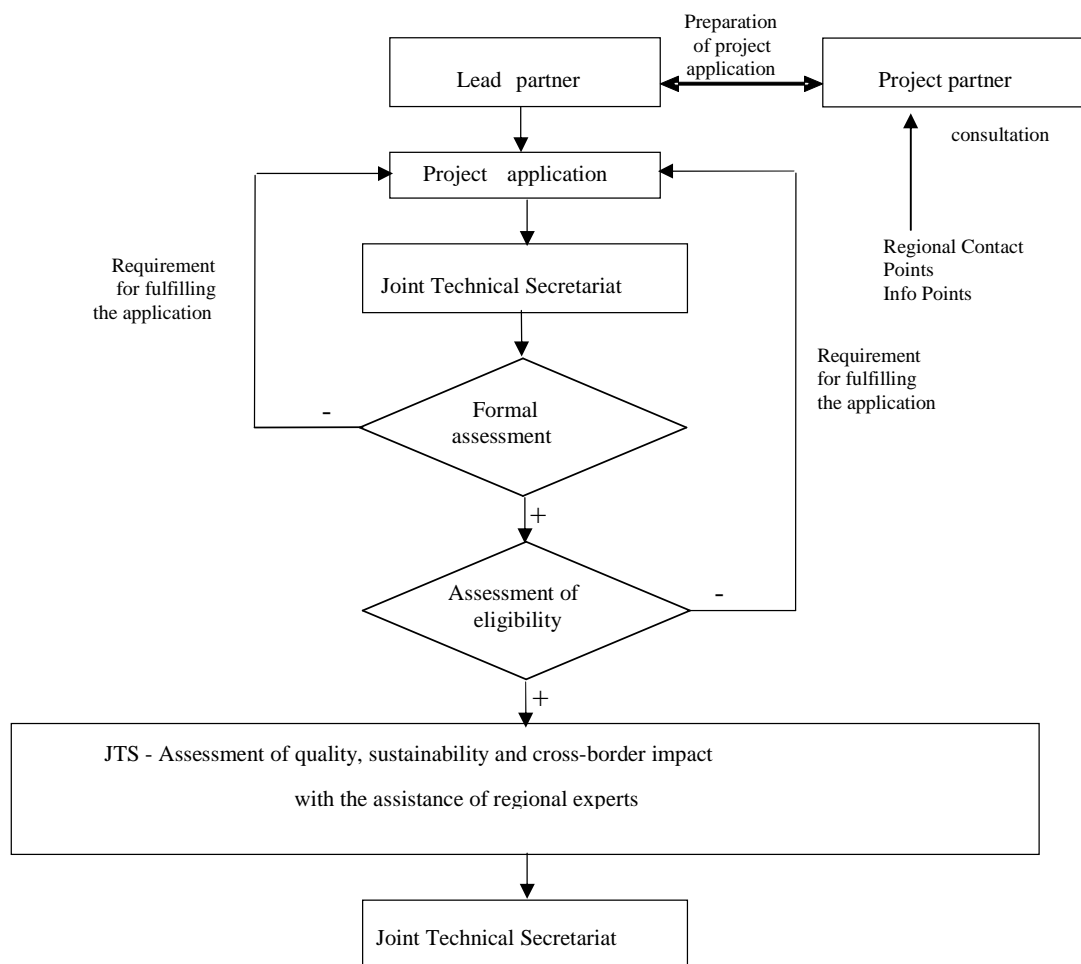 Preparation
of project
application
Lead partner
Project partner
consultation
Project application
Regional Contact
Points
Info Points
Requirement
for fulfilling
the application
Joint Technical Secretariat
Requirement
for fulfilling
the application
Formal
assessment
-
+
Assessment of
eligibility
-
+
JTS - Assessment of quality, sustainability and cross-border impact
with the assistance of regional experts
Joint Technical Secretariat